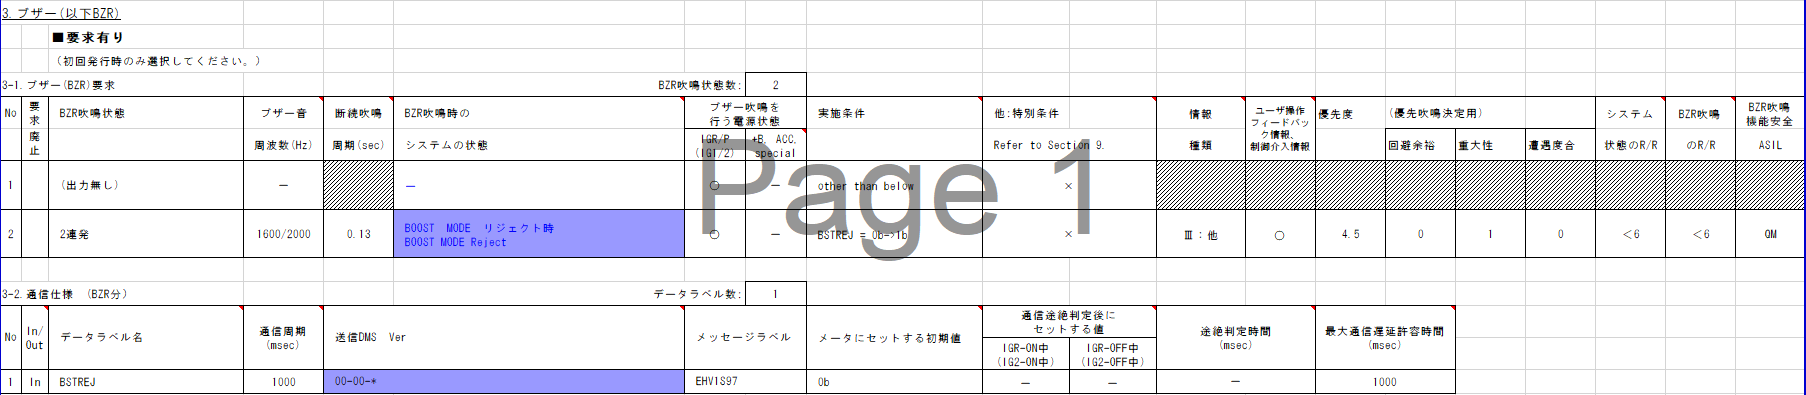 3. ブザー(以下BZR)
■要求有り
(初回発行時のみ選択してください。)
3-1. ブザー(BZR)要求 BZR吹鳴状態数: 2
No 要求 BZR吹鳴状態 ブザー音 断続吹鳴 BZR吹鳴時の ブザー吹鳴を行う電源状態 実施条件 他:特別条件 情報 ユーザ操作フィードバック情報、制御介入情報 優先度 (優先吹鳴決定用) システム BZR吹鳴 BZR吹鳴機能安全
廃止 周波数(Hz) 周期(sec) システムの状態 IGR/P (IG1/2) +B, ACC, special Refer to Section 9. 種類 回避余裕 重大性 遭遇度合 状態のR/R のR/R ASIL
1 (出力無し) － － ○ － other than below ×
2 2連発 1600/2000 0.13 BOOST MODE リジェクト時 ○ － BSTREJ = 0b->1b × Ⅲ：他 ○ 4.5 0 1 0 ＜6 ＜6 QM
BOOST MODE Reject
Page 1
3-2. 通信仕様 (BZR分) データラベル数: 1
No In/Out データラベル名 通信周期(msec) 送信DMS Ver メッセージラベル メータにセットする初期値 通信途絶判定後にセットする値 途絶判定時間(msec) 最大通信遅延許容時間(msec)
IGR-ON中 (IG2-ON中) IGR-OFF中 (IG2-OFF中)
1 In BSTREJ 1000 00-00-* EHV1S97 0b － － － 1000